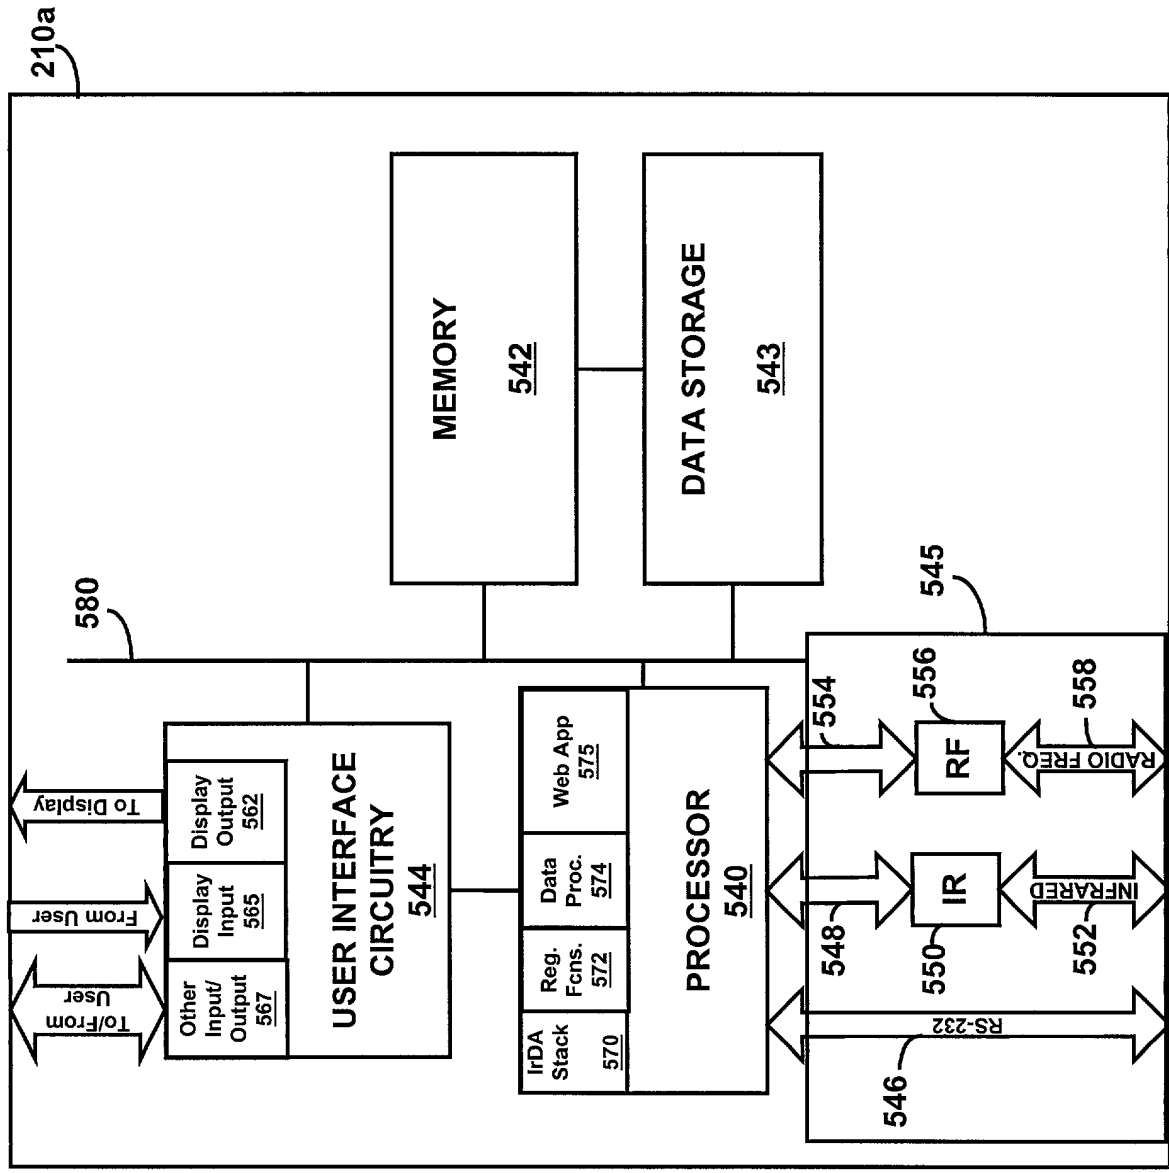 210a
580
To Display
From User
To/From
User
Display
Output
562
Display
Input
565
Other
Input/
Output
567
USER INTERFACE
CIRCUITRY
544
MEMORY
542
DATA STORAGE
543
Web App
575
Data
Proc.
574
Reg.
Fcns.
572
IrDA
Stack
570
PROCESSOR
540
545
554
RF
556
RADIO FREQ.
558
548
IR
550
INFRARED
552
RS-232
546